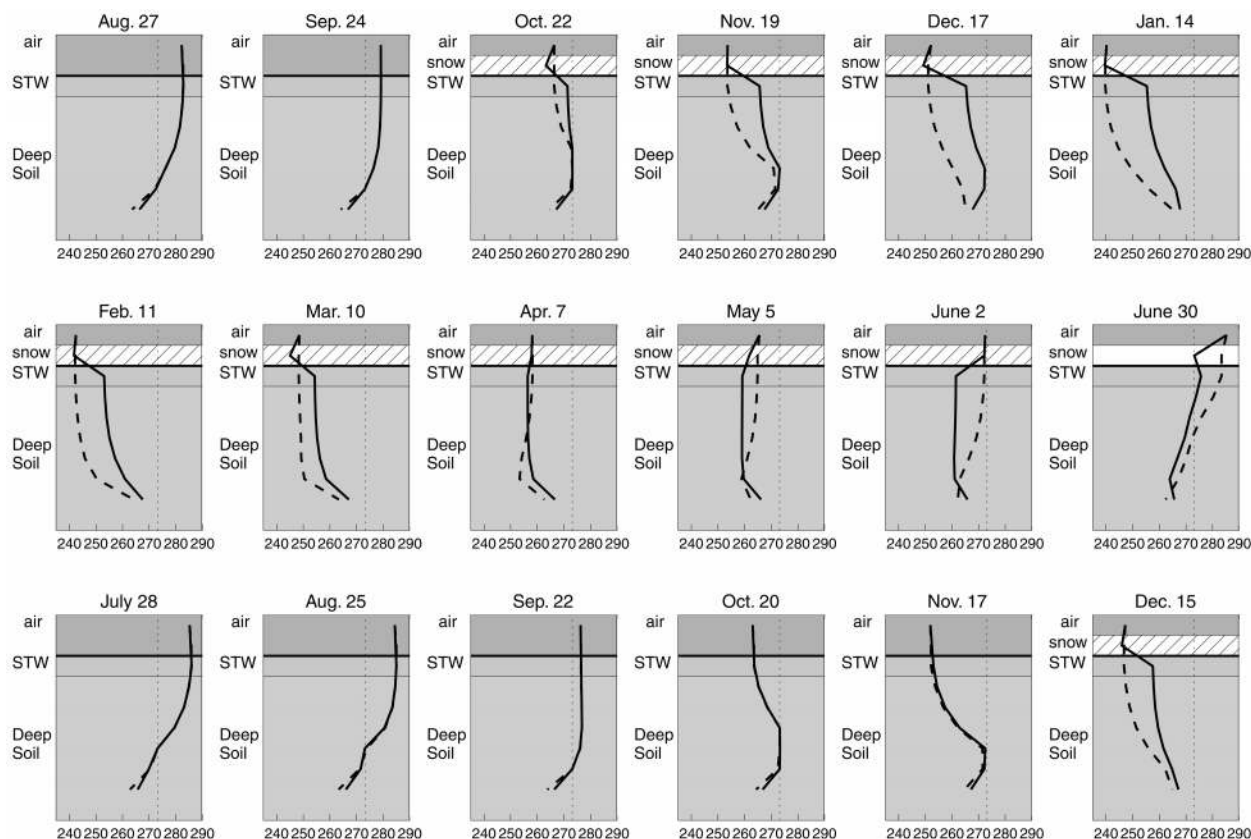 Aug. 27 Sep. 24 Oct. 22 Nov. 19 Dec. 17 Jan. 14
air air air air air air
snow snow snow snow
STW STW STW STW STW STW
Deep Deep Deep Deep Deep Deep
Soil Soil Soil Soil Soil Soil
240 250 260 270 280 290 240 250 260 270 280 290 240 250 260 270 280 290 240 250 260 270 280 290 240 250 260 270 280 290 240 250 260 270 280 290
Feb. 11 Mar. 10 Apr. 7 May 5 June 2 June 30
air air air air air air
snow snow snow snow snow snow
STW STW STW STW STW STW
Deep Deep Deep Deep Deep Deep
Soil Soil Soil Soil Soil Soil
240 250 260 270 280 290 240 250 260 270 280 290 240 250 260 270 280 290 240 250 260 270 280 290 240 250 260 270 280 290 240 250 260 270 280 290
July 28 Aug. 25 Sep. 22 Oct. 20 Nov. 17 Dec. 15
air air air air air air
snow
STW STW STW STW STW STW
Deep Deep Deep Deep Deep Deep
Soil Soil Soil Soil Soil Soil
240 250 260 270 280 290 240 250 260 270 280 290 240 250 260 270 280 290 240 250 260 270 280 290 240 250 260 270 280 290 240 250 260 270 280 290